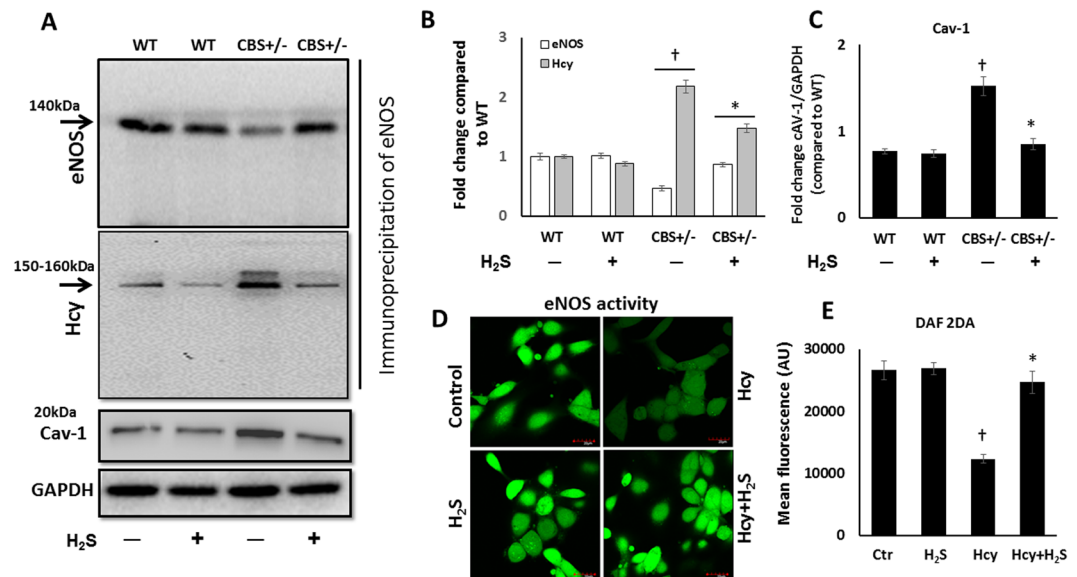 A
WT WT CBS+/- CBS+/-
140kDa
eNOS
150-160kDa
Hcy
Immunoprecipitation of eNOS
20kDa
Cav-1
GAPDH
H₂S — + — +
B
Fold change compared
to WT
3
2
1
0
eNOS
Hcy
†
*
WT WT CBS+/- CBS+/-
H₂S — + — +
C
Cav-1
Fold change cAV-1/GAPDH
(compared to WT)
2
1
0
†
*
WT WT CBS+/- CBS+/-
H₂S — + — +
D
eNOS activity
Control
Hcy
H₂S
Hcy+H₂S
E
DAF 2DA
Mean fluorescence (AU)
30000
20000
10000
0
†
*
Ctr H₂S Hcy Hcy+H₂S